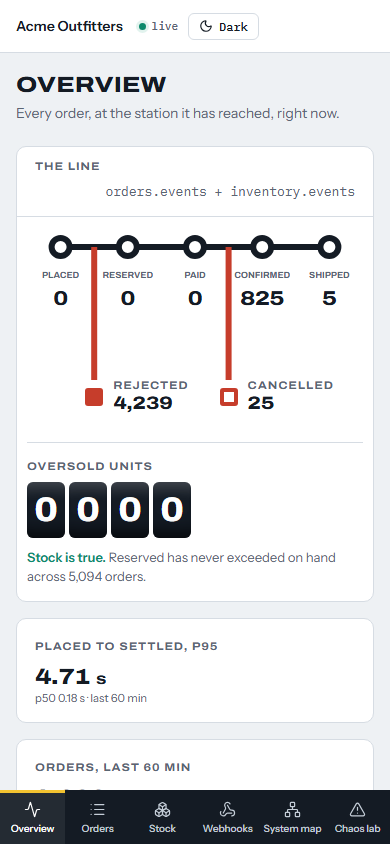 Acme Outfitters live Dark
OVERVIEW
Every order, at the station it has reached, right now.
THE LINE
orders.events + inventory.events
PLACED RESERVED PAID CONFIRMED SHIPPED
0 0 0 825 5
REJECTED CANCELLED
4,239 25
OVERSOLD UNITS
0 0 0 0
Stock is true. Reserved has never exceeded on hand
across 5,094 orders.
PLACED TO SETTLED, P95
4.71 s
p50 0.18 s · last 60 min
ORDERS, LAST 60 MIN
Overview Orders Stock Webhooks System map Chaos lab